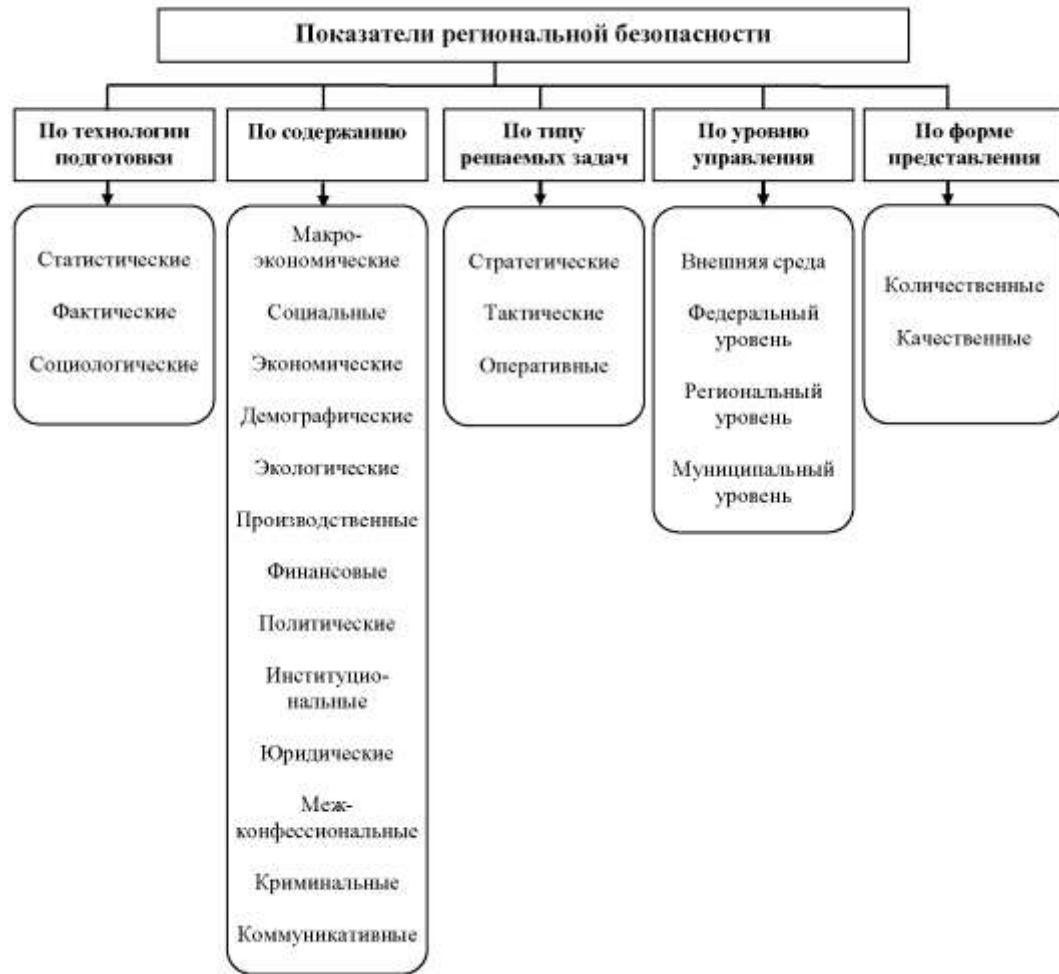 Показатели региональной безопасности
По технологии
подготовки
Статистические
Фактические
Социологические
По содержанию
Макро-
экономические
Социальные
Экономические
Демографические
Экологические
Производственные
Финансовые
Политические
Институцио-
нальные
Юридические
Меж-
конфессиональные
Криминальные
Коммуникативные
По типу
решаемых задач
Стратегические
Тактические
Оперативные
По уровню
управления
Внешняя среда
Федеральный
уровень
Региональный
уровень
Муниципальный
уровень
По форме
представления
Количественные
Качественные